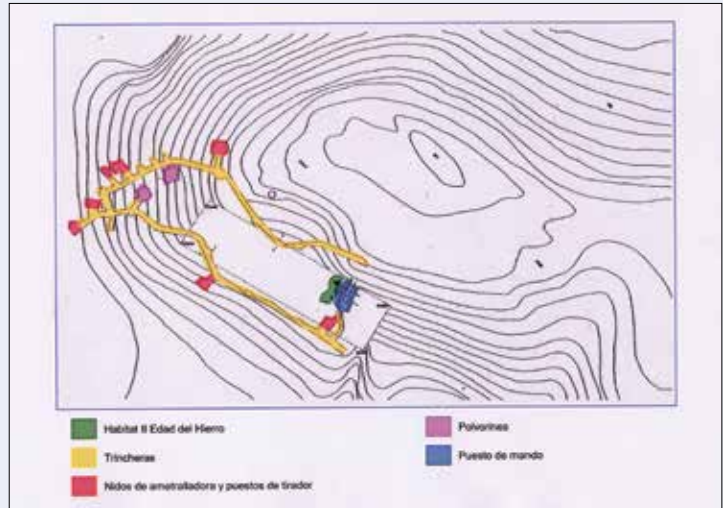 Habitat II Edad del Hierro
Trincheras
Nidos de ametralladora y puestos de tirador
Polvorines
Puesto de mando